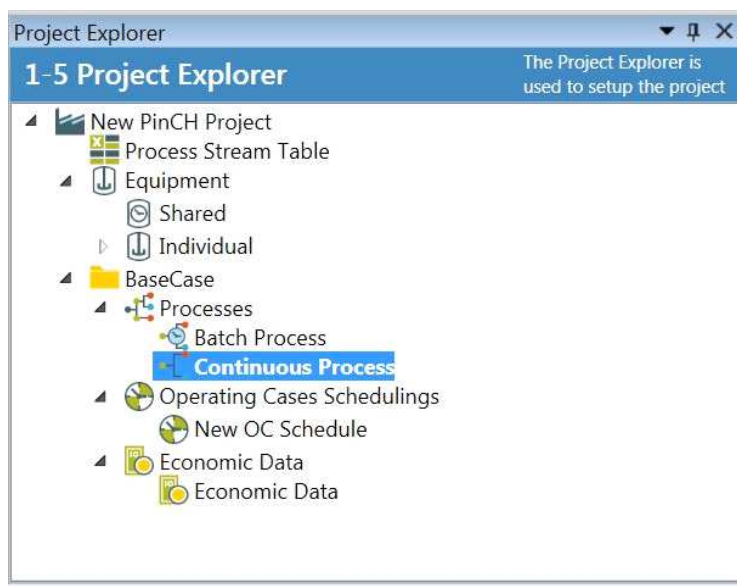 Project Explorer
1-5 Project Explorer
The Project Explorer is
used to setup the project
New PinCH Project
Process Stream Table
Equipment
Shared
Individual
BaseCase
Processes
Batch Process
Continuous Process
Operating Cases Schedulings
New OC Schedule
Economic Data
Economic Data